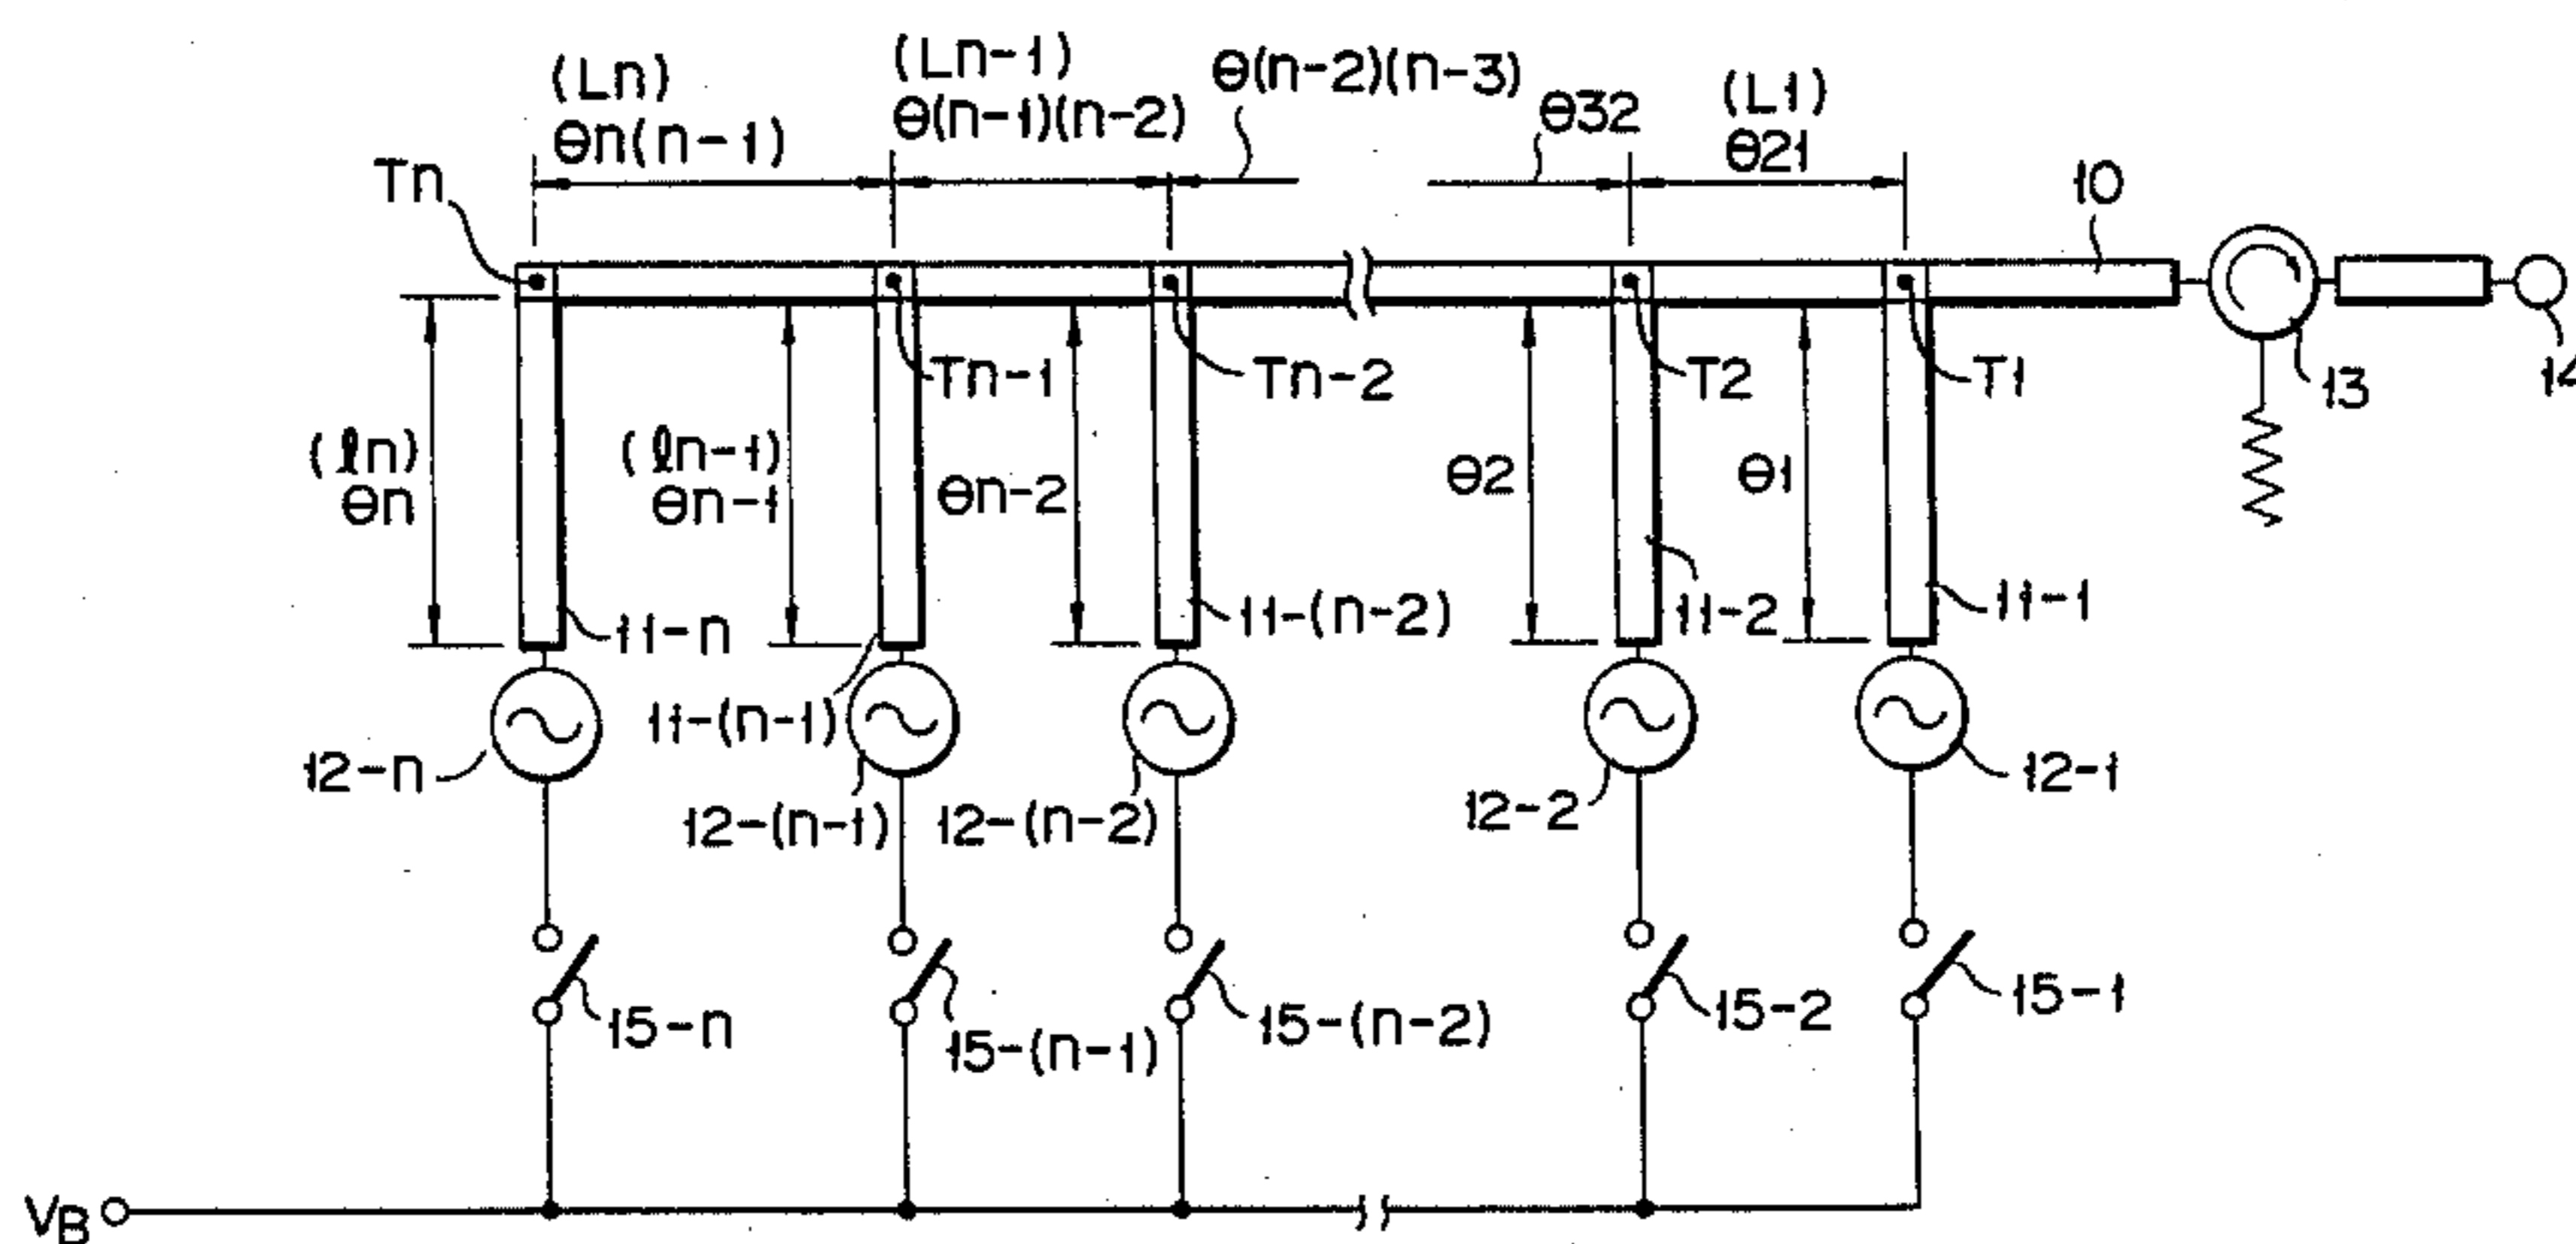 (Ln)
θn(n-1)
(Ln-1)
θ(n-1)(n-2)
θ(n-2)(n-3)
θ32
(L1)
θ21
10
Tn
Tn-1
Tn-2
T2
T1
13
14
(ℓn)
θn
(ℓn-1)
θn-1
θn-2
θ2
θ1
11-n
11-(n-1)
11-(n-2)
11-2
11-1
12-n
12-(n-1)
12-(n-2)
12-2
12-1
15-n
15-(n-1)
15-(n-2)
15-2
15-1
VB